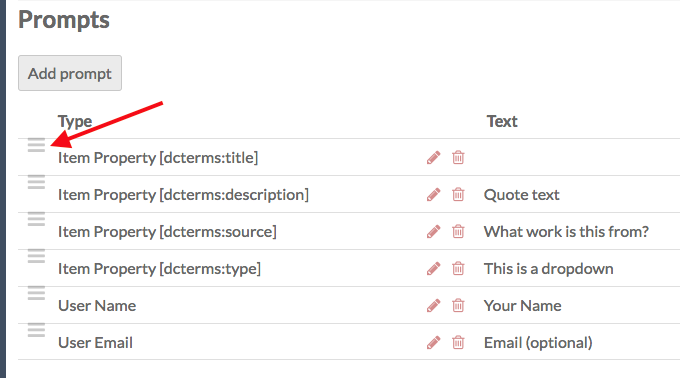 Prompts
Add prompt
Type Text
Item Property [dcterms:title]
Item Property [dcterms:description] Quote text
Item Property [dcterms:source] What work is this from?
Item Property [dcterms:type] This is a dropdown
User Name Your Name
User Email Email (optional)